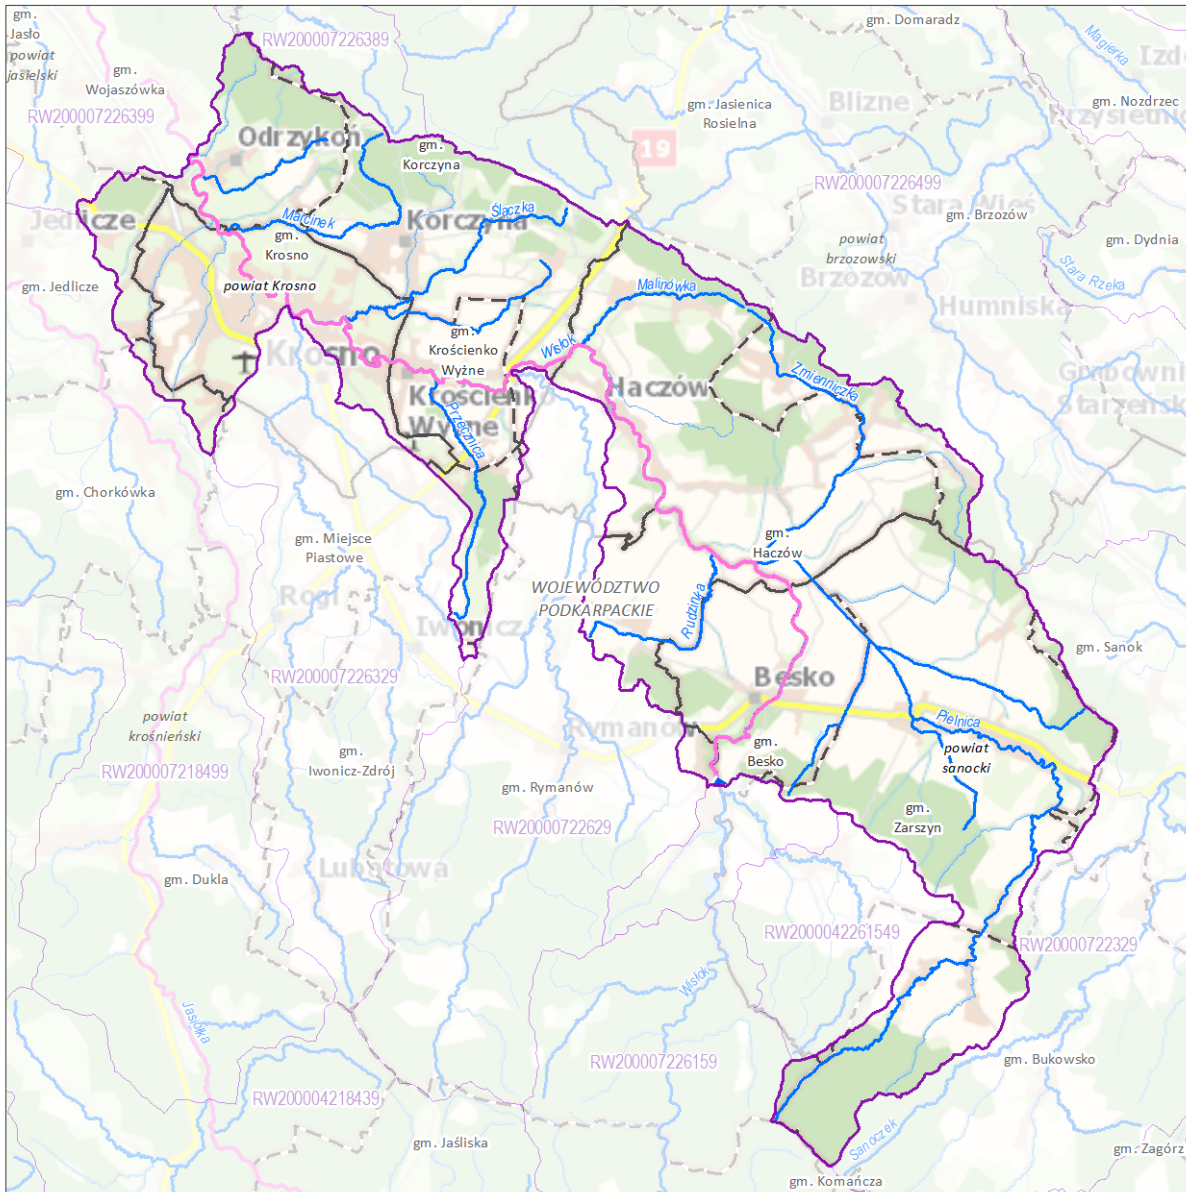 gm.
Jasło
powiat
jasielski
gm.
Wojaszówka
RW200007226389
RW200007226399
gm. Domaradz
Magierka
gm. Nozdrzec
Blizne
gm. Jasienica
Rosielna
19
Odrzykoń
gm.
Korczyna
RW200007226499
gm. Brzozów
gm. Dydnia
powiat
brzozowski
Brzozów
Stara Rzeka
Humniska
Jedlicze
gm. Jedlicze
Marcinek
Ślączka
Korczyna
gm.
Krosno
powiat Krosno
Krosno
Malinówka
Wisłok
gm.
Krościenko
Wyżne
Krościenko
Wyżne
Przecznica
Haczów
Zmienniczka
gm. Chorkówka
gm. Miejsce
Piastowe
Rogi
Iwonicz
WOJEWÓDZTWO
PODKARPACKIE
gm.
Haczów
Rudzinka
Besko
gm. Sanok
RW200007226329
powiat
krośnieński
Rymanów
Pielnica
powiat
sanocki
gm.
Besko
gm.
Iwonicz-Zdrój
RW200007218499
gm. Rymanów
gm.
Zarszyn
RW20000722629
Lubatowa
gm. Dukla
RW2000042261549
RW20000722329
Wisłok
Jasiołka
RW200007226159
gm. Bukowsko
RW200004218439
gm. Jaśliska
Sanoczek
gm. Zagórz
gm. Komańcza